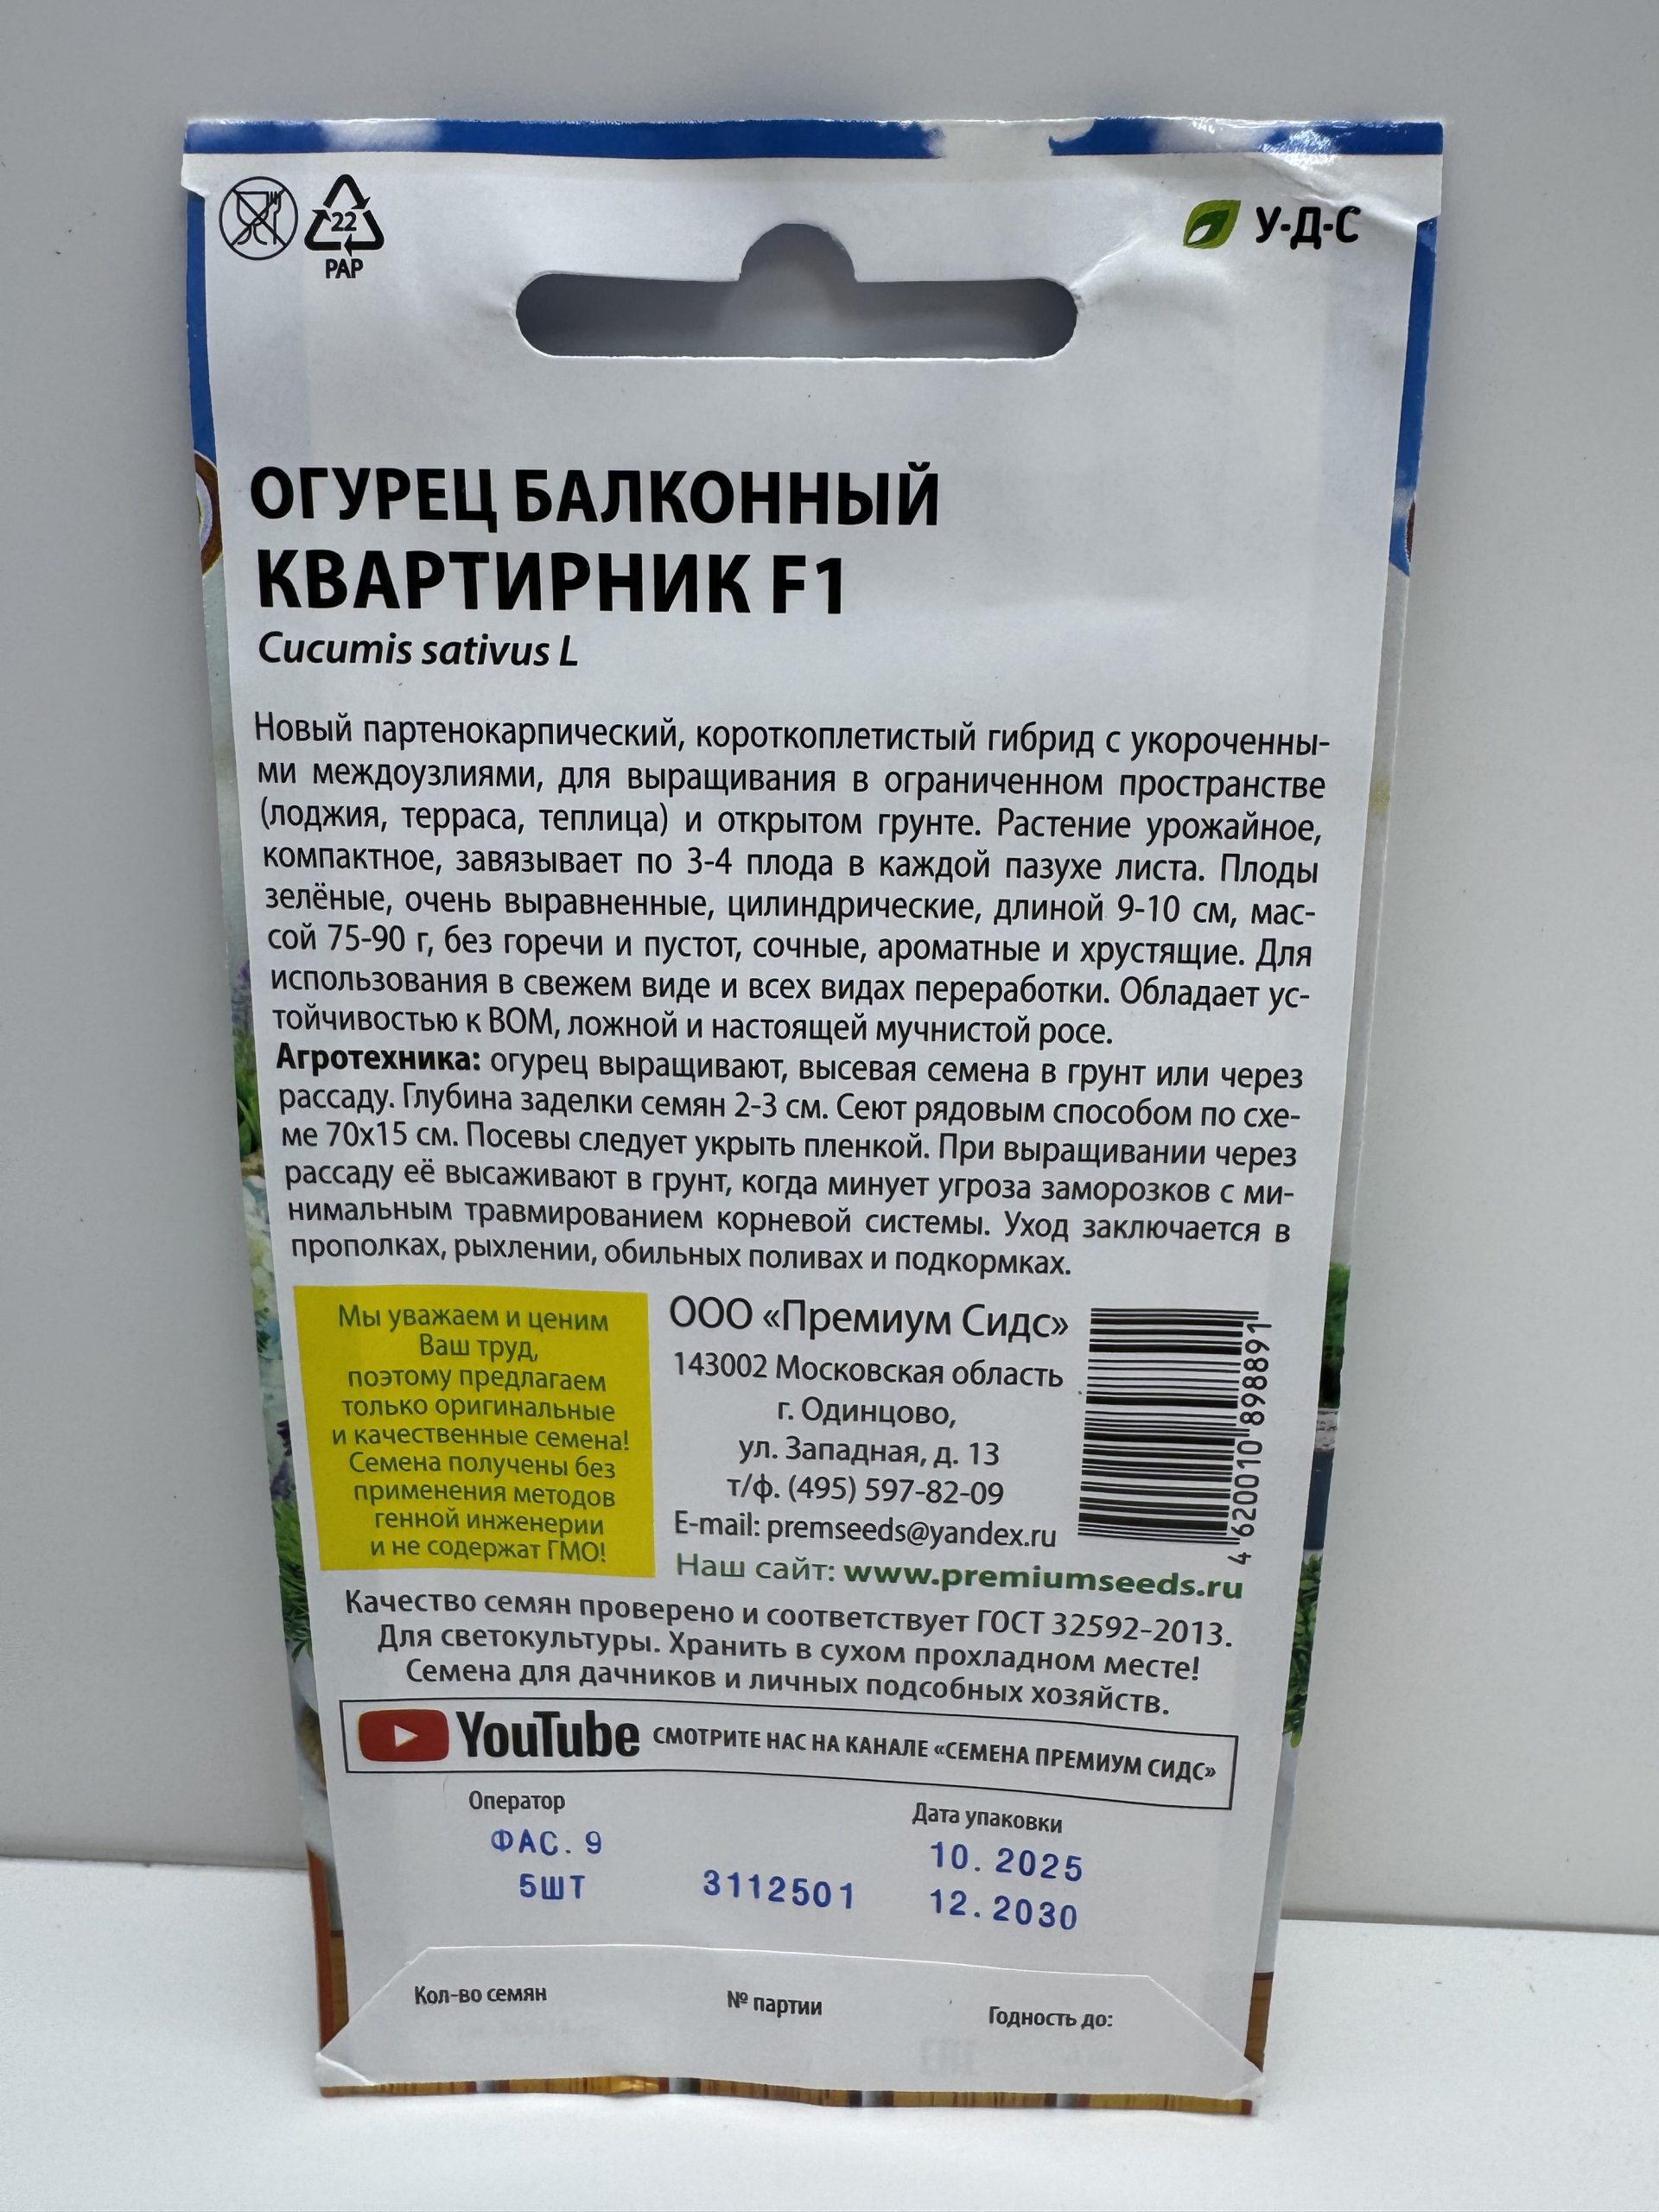 22
PAP
У-Д-С
ОГУРЕЦ БАЛКОННЫЙ
КВАРТИРНИК F1
Cucumis sativus L
Новый партенокарпический, короткоплетистый гибрид с укороченны-
ми междоузлиями, для выращивания в ограниченном пространстве
(лоджия, терраса, теплица) и открытом грунте. Растение урожайное,
компактное, завязывает по 3-4 плода в каждой пазухе листа. Плоды
зелёные, очень выравненные, цилиндрические, длиной 9-10 см, мас-
сой 75-90 г, без горечи и пустот, сочные, ароматные и хрустящие. Для
использования в свежем виде и всех видах переработки. Обладает ус-
тойчивостью к ВОМ, ложной и настоящей мучнистой росе.
Агротехника: огурец выращивают, высевая семена в грунт или через
рассаду. Глубина заделки семян 2-3 см. Сеют рядовым способом по схе-
ме 70х15 см. Посевы следует укрыть пленкой. При выращивании через
рассаду её высаживают в грунт, когда минует угроза заморозков с ми-
нимальным травмированием корневой системы. Уход заключается в
прополках, рыхлении, обильных поливах и подкормках.
Мы уважаем и ценим
Ваш труд,
поэтому предлагаем
только оригинальные
и качественные семена!
Семена получены без
применения методов
генной инженерии
и не содержат ГМО!
ООО «Премиум Сидс»
143002 Московская область
г. Одинцово,
ул. Западная, д. 13
т/ф. (495) 597-82-09
E-mail: premseeds@yandex.ru
Наш сайт: www.premiumseeds.ru
4 620010 898891
Качество семян проверено и соответствует ГОСТ 32592-2013.
Для светокультуры. Хранить в сухом прохладном месте!
Семена для дачников и личных подсобных хозяйств.
YouTube СМОТРИТЕ НАС НА КАНАЛЕ «СЕМЕНА ПРЕМИУМ СИДС»
Оператор
Дата упаковки
ФАС. 9
10. 2025
5ШТ
3112501
12. 2030
Кол-во семян
№ партии
Годность до: